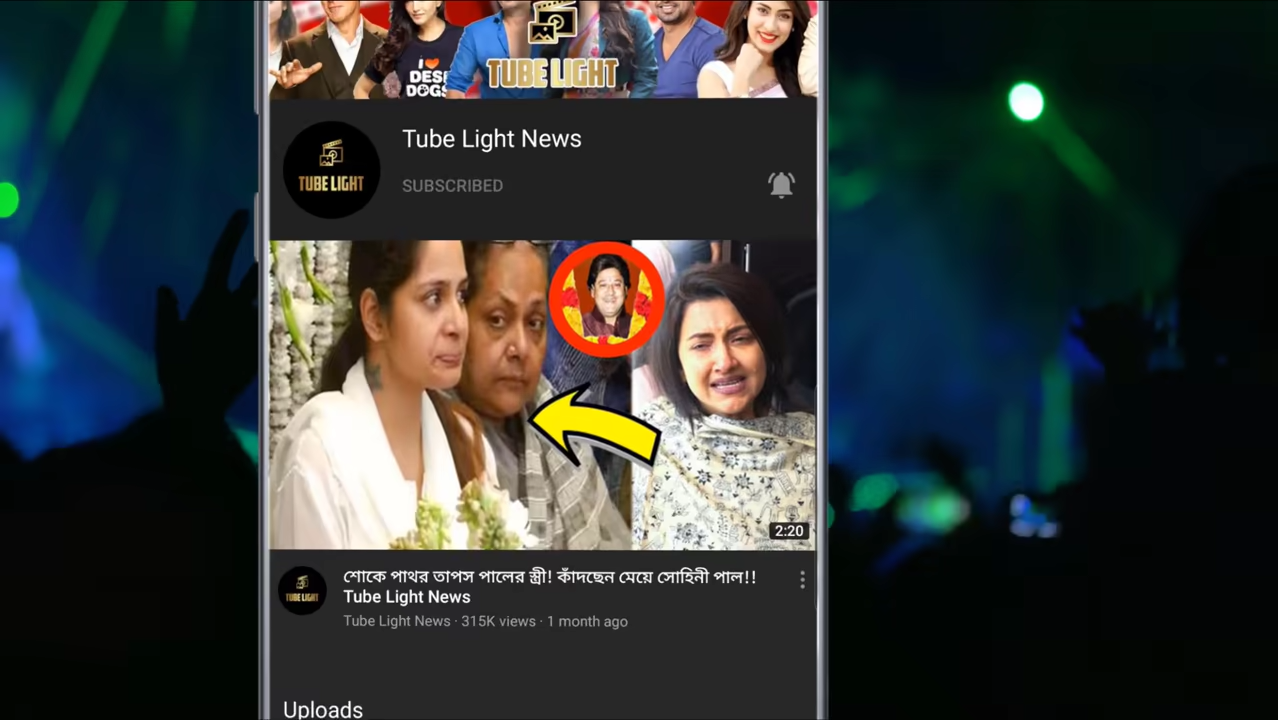 I ♥
DESI
DOGS
TUBE LIGHT
Tube Light News
TUBE LIGHT
SUBSCRIBED
2:20
শোকে পাথর তাপস পালের স্ত্রী! কাঁদছেন মেয়ে সোহিনী পাল!!
TUBE LIGHT
Tube Light News
Tube Light News · 315K views · 1 month ago
Uploads